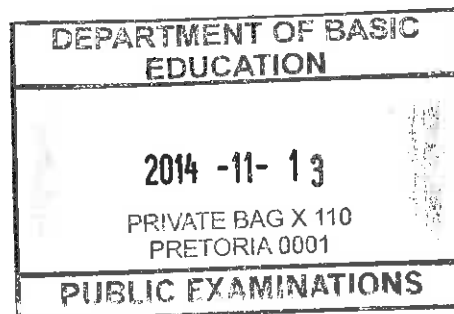 DEPARTMENT OF BASIC
EDUCATION
2014 -11- 13
PRIVATE BAG X 110
PRETORIA 0001
PUBLIC EXAMINATIONS